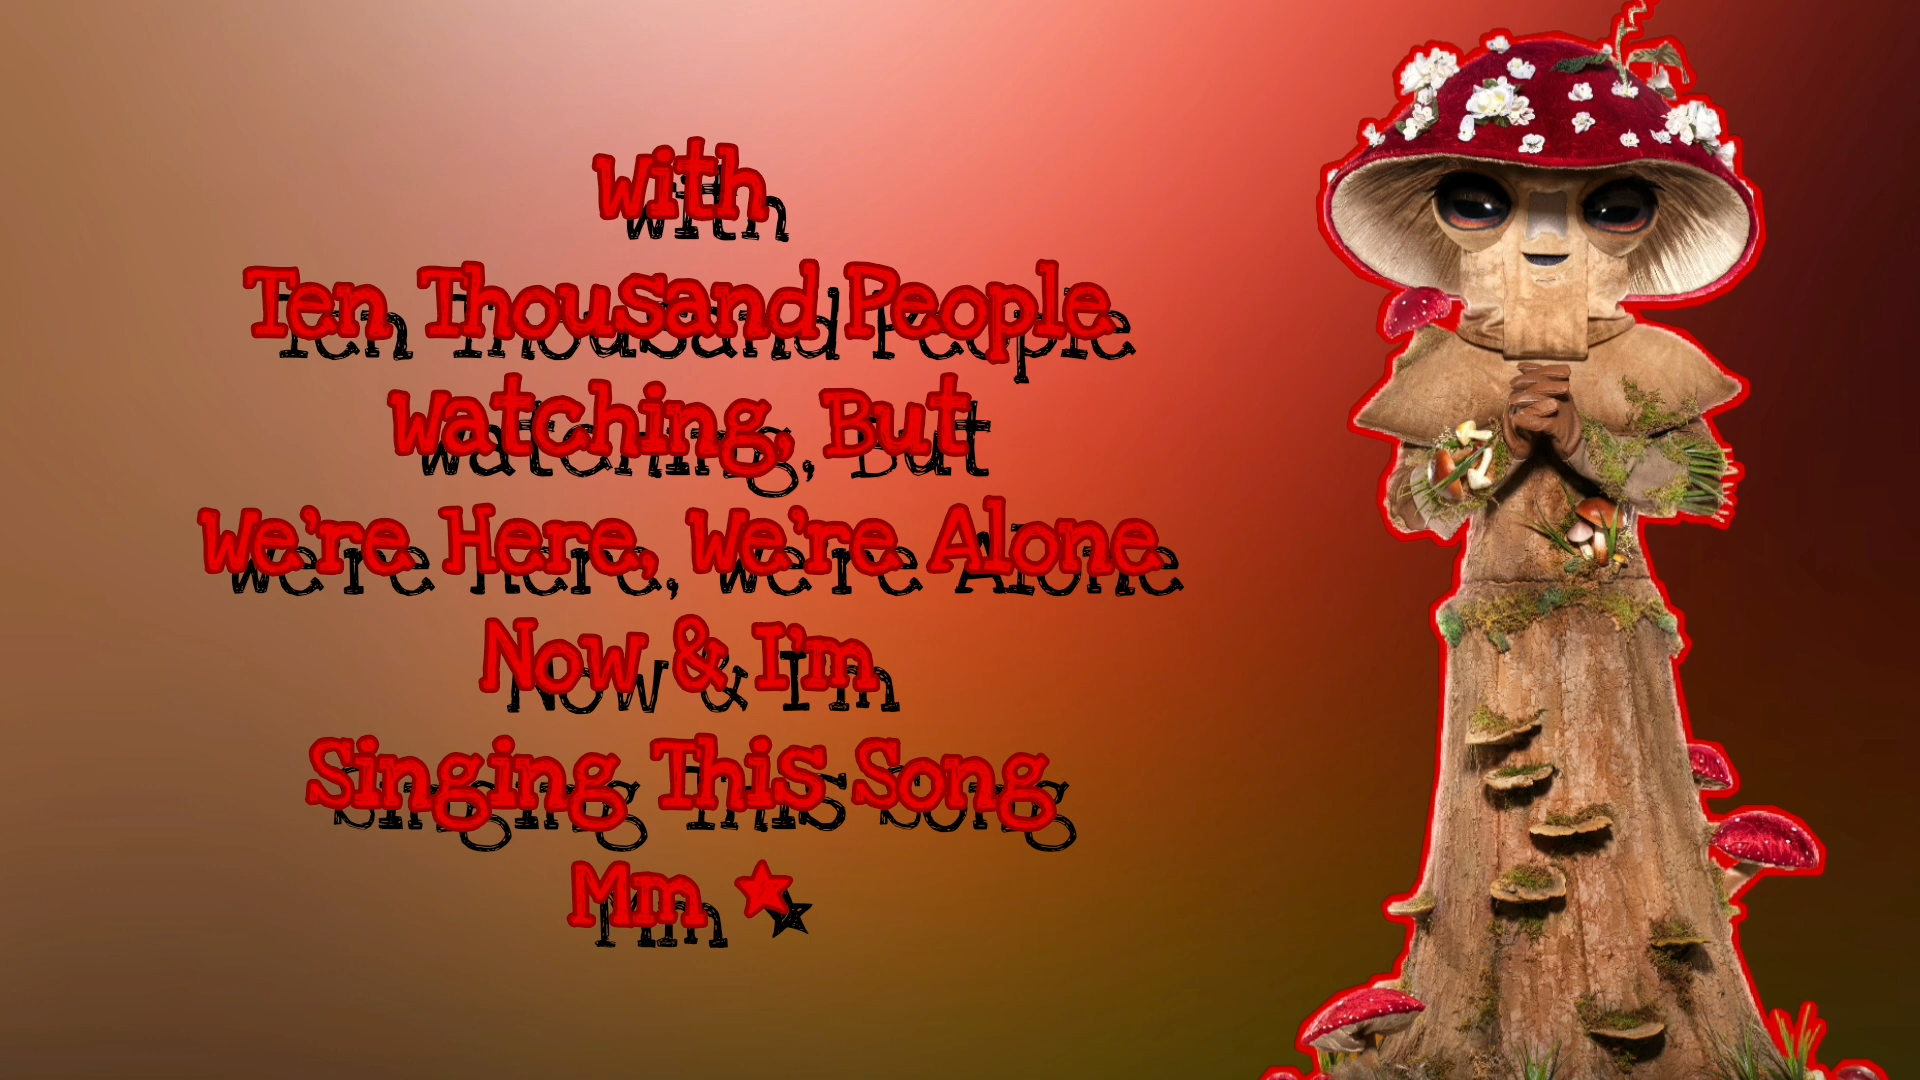 With
Ten Thousand People
Watching, But
We're Here, We're Alone
Now & I'm
Singing This Song
Mm ★